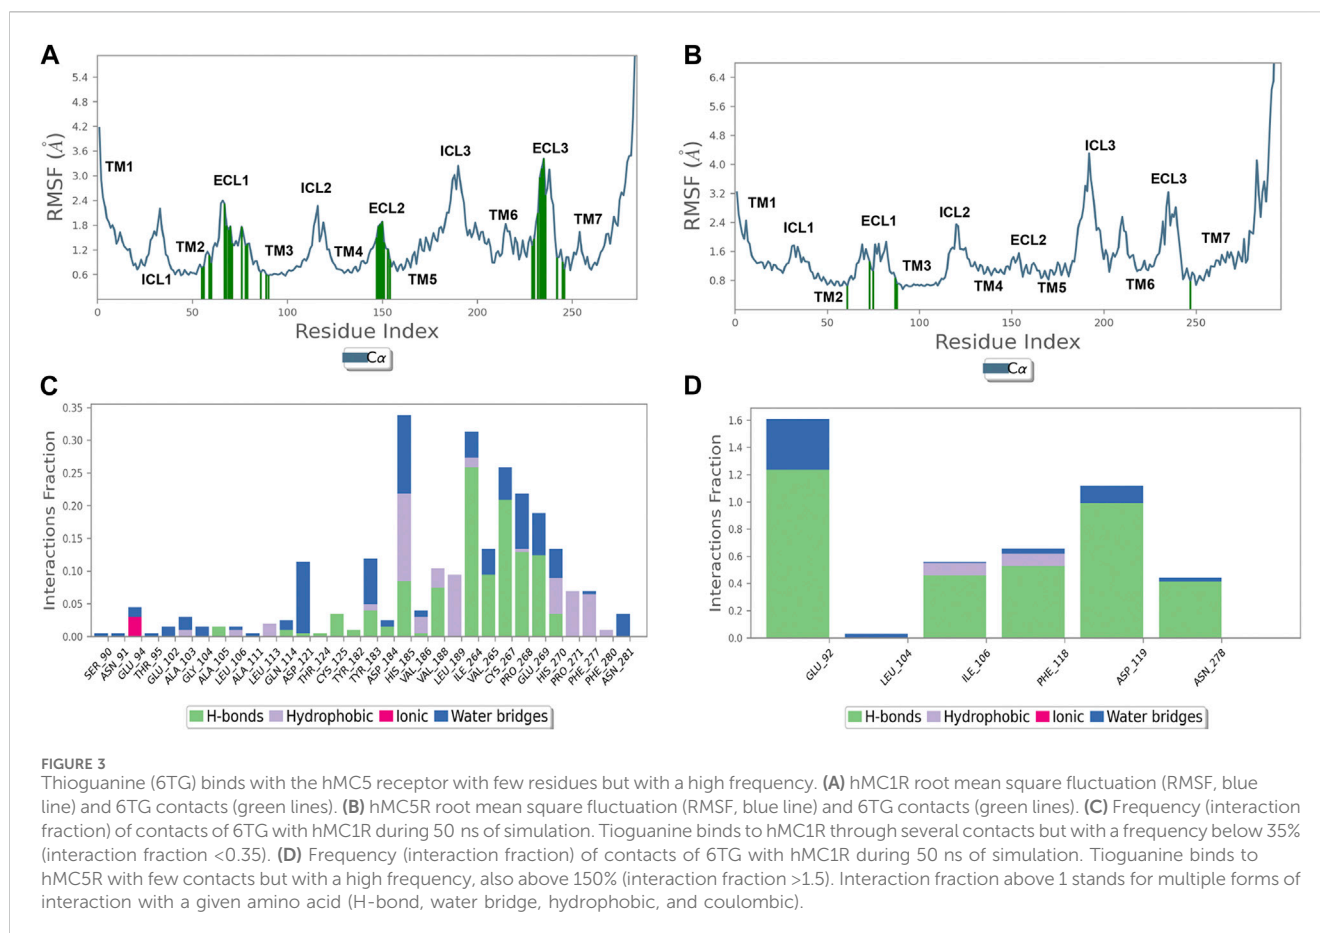 A
B
RMSF (Å)
5.4
4.8
4.2
3.6
3.0
2.4
1.8
1.2
0.6
TM1
ICL1
TM2
ECL1
TM3
ICL2
TM4
ECL2
TM5
ICL3
TM6
ECL3
TM7
0 50 100 150 200 250
Residue Index
Cα
RMSF (Å)
6.4
5.6
4.8
4.0
3.2
2.4
1.6
0.8
TM1
ICL1
TM2
ECL1
TM3
ICL2
TM4
ECL2
TM5
ICL3
TM6
ECL3
TM7
0 50 100 150 200 250
Residue Index
Cα
C
D
Interactions Fraction
0.35
0.30
0.25
0.20
0.15
0.10
0.05
0.00
SER_90
ASN_91
GLU_94
THR_95
GLU_102
ALA_103
GLY_104
ALA_105
LEU_106
ALA_111
LEU_113
GLN_114
ASP_121
THR_124
CYS_125
TYR_182
TYR_183
ASP_184
HIS_185
VAL_186
VAL_188
LEU_189
ILE_264
VAL_265
CYS_267
PRO_268
GLU_269
HIS_270
PRO_271
PHE_277
PHE_280
ASN_281
H-bonds Hydrophobic Ionic Water bridges
Interactions Fraction
1.6
1.4
1.2
1.0
0.8
0.6
0.4
0.2
0.0
GLU_92
LEU_104
ILE_106
PHE_118
ASP_119
ASN_278
H-bonds Hydrophobic Ionic Water bridges
FIGURE 3
Thioguanine (6TG) binds with the hMC5 receptor with few residues but with a high frequency. (A) hMC1R root mean square fluctuation (RMSF, blue
line) and 6TG contacts (green lines). (B) hMC5R root mean square fluctuation (RMSF, blue line) and 6TG contacts (green lines). (C) Frequency (interaction
fraction) of contacts of 6TG with hMC1R during 50 ns of simulation. Tioguanine binds to hMC1R through several contacts but with a frequency below 35%
(interaction fraction <0.35). (D) Frequency (interaction fraction) of contacts of 6TG with hMC1R during 50 ns of simulation. Tioguanine binds to
hMC5R with few contacts but with a high frequency, also above 150% (interaction fraction >1.5). Interaction fraction above 1 stands for multiple forms of
interaction with a given amino acid (H-bond, water bridge, hydrophobic, and coulombic).